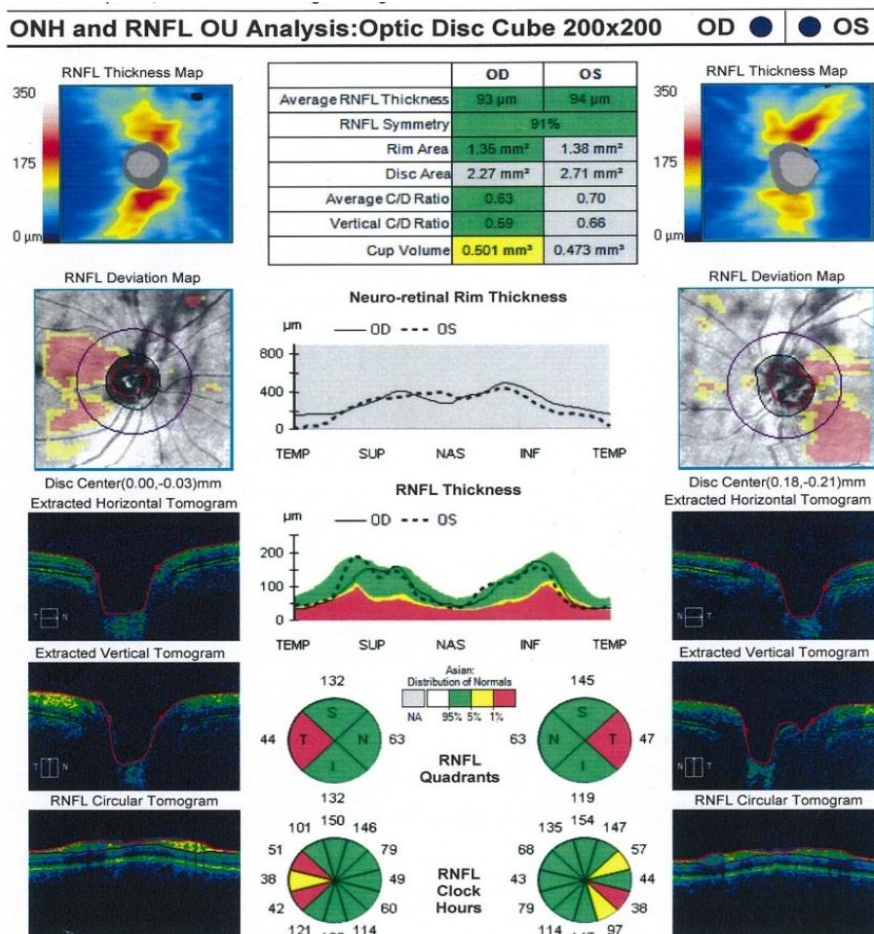 ONH and RNFL OU Analysis:Optic Disc Cube 200x200 OD OS
RNFL Thickness Map
350
175
0 µm
OD OS
Average RNFL Thickness 93 µm 94 µm
RNFL Symmetry 91%
Rim Area 1.35 mm² 1.38 mm²
Disc Area 2.27 mm² 2.71 mm²
Average C/D Ratio 0.63 0.70
Vertical C/D Ratio 0.59 0.66
Cup Volume 0.501 mm³ 0.473 mm³
RNFL Thickness Map
350
175
0 µm
RNFL Deviation Map
Disc Center(0.00,-0.03)mm
Neuro-retinal Rim Thickness
µm OD OS
800
400
0
TEMP SUP NAS INF TEMP
RNFL Deviation Map
Disc Center(0.18,-0.21)mm
Extracted Horizontal Tomogram
T N
RNFL Thickness
µm OD OS
200
100
0
TEMP SUP NAS INF TEMP
Extracted Horizontal Tomogram
N T
Extracted Vertical Tomogram
T N
132
44 T S N I 63
132
Asian:
Distribution of Normals
NA 95% 5% 1%
RNFL
Quadrants
145
63 N S T I 47
119
Extracted Vertical Tomogram
N T
RNFL Circular Tomogram
150
101 146
51 79
38 49
42 60
121 114
RNFL
Clock
Hours
154
135 147
68 57
43 44
79 38
114 97
RNFL Circular Tomogram